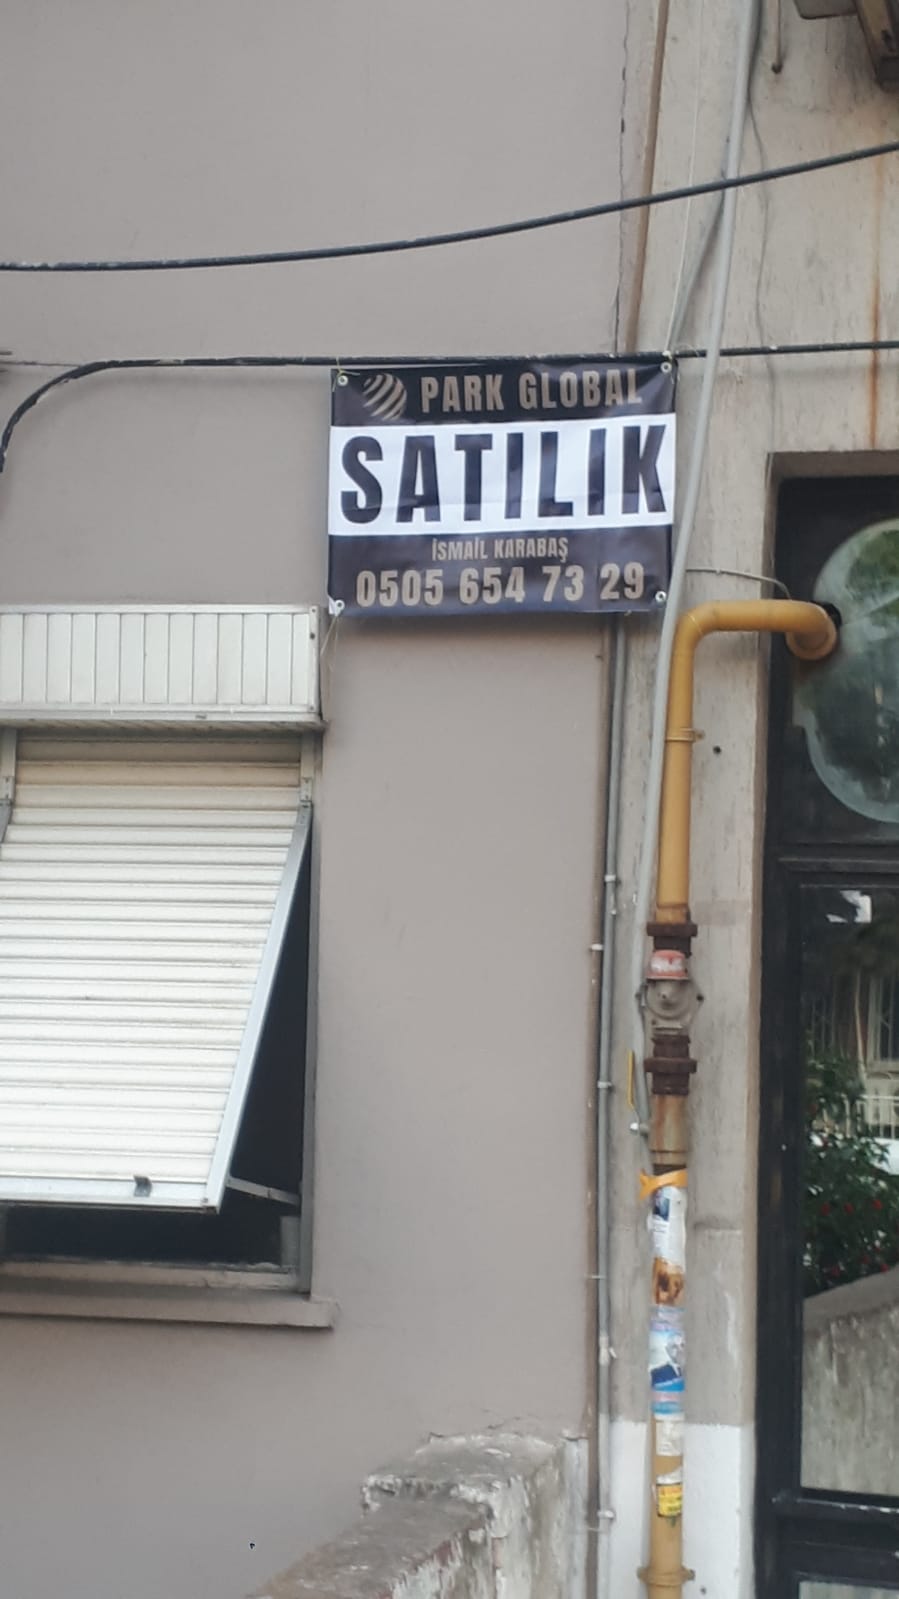 PARK GLOBAL
SATILIK
İSMAİL KARABAŞ
0505 654 73 29